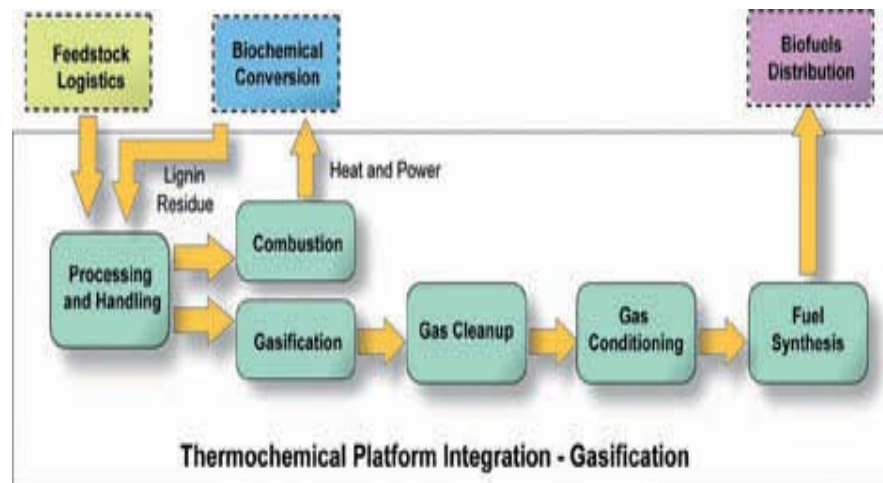 Feedstock
Logistics
Biochemical
Conversion
Biofuels
Distribution
Lignin
Residue
Heat and Power
Processing
and Handling
Combustion
Gasification
Gas Cleanup
Gas
Conditioning
Fuel
Synthesis
Thermochemical Platform Integration - Gasification